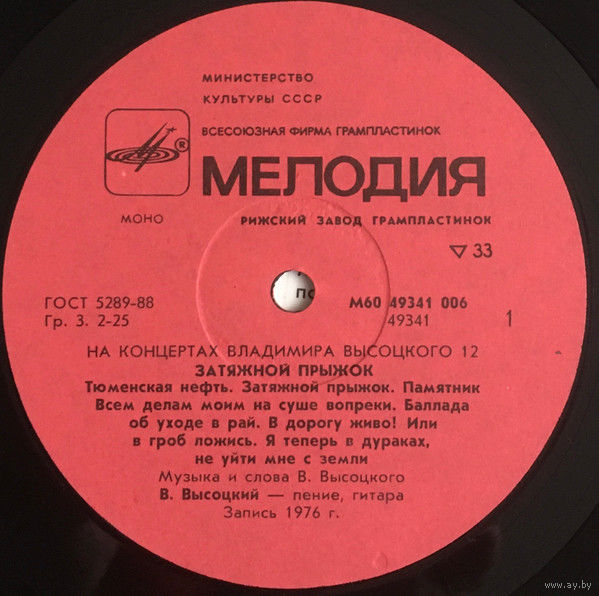 МИНИСТЕРСТВО
КУЛЬТУРЫ СССР
ВСЕСОЮЗНАЯ ФИРМА ГРАМПЛАСТИНОК
®
МЕЛОДИЯ
МОНО
РИЖСКИЙ ЗАВОД ГРАМПЛАСТИНОК
▽ 33
ГОСТ 5289-88
М60 49341 006
Гр. 3. 2-25
49341
1
НА КОНЦЕРТАХ ВЛАДИМИРА ВЫСОЦКОГО 12
ЗАТЯЖНОЙ ПРЫЖОК
Тюменская нефть. Затяжной прыжок. Памятник
Всем делам моим на суше вопреки. Баллада
об уходе в рай. В дорогу живо! Или
в гроб ложись. Я теперь в дураках,
не уйти мне с земли
Музыка и слова В. Высоцкого
В. Высоцкий — пение, гитара
Запись 1976 г.
www.ay.by